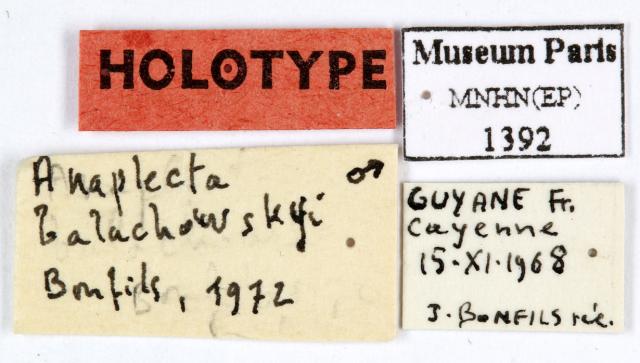 HOLOTYPE
Museum Paris
MNHN(EP)
1392
Anaplecta ♂
balachowskyi
Bonfils, 1972
GUYANE Fr.
Cayenne
15-XI-1968
J. BONFILS réc.